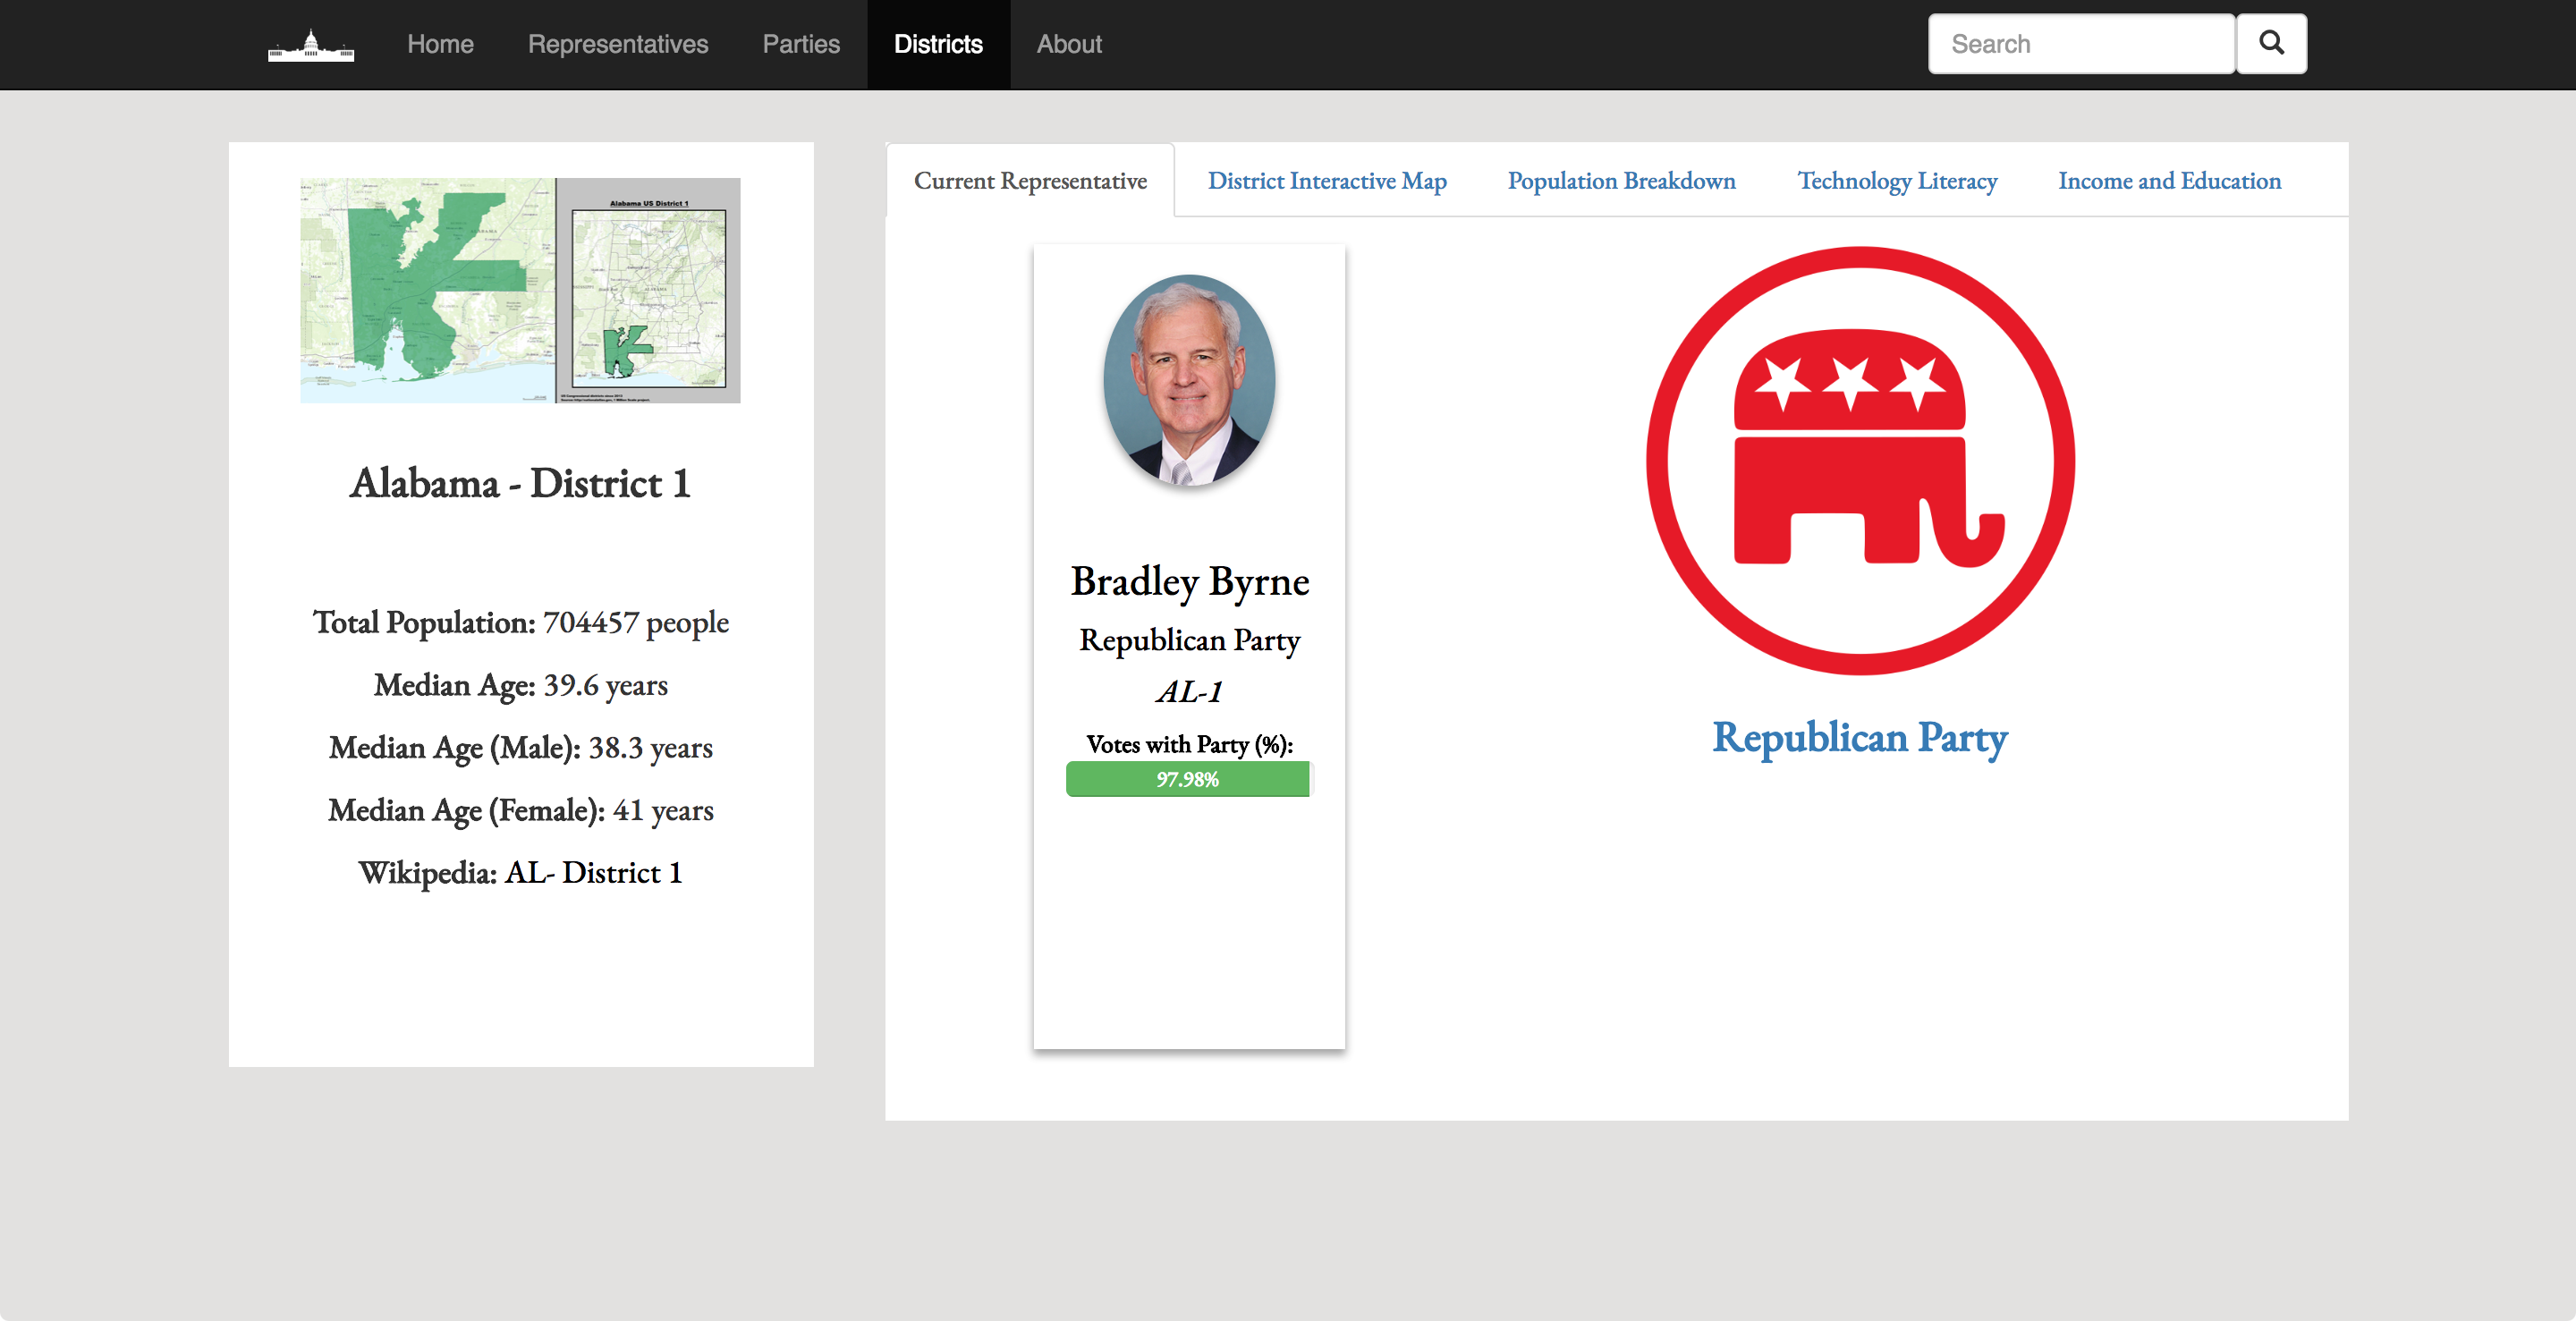 Home
Representatives
Parties
Districts
About
Search
Alabama US District 1
Alabama - District 1
Total Population: 704457 people
Median Age: 39.6 years
Median Age (Male): 38.3 years
Median Age (Female): 41 years
Wikipedia: AL- District 1
Current Representative
District Interactive Map
Population Breakdown
Technology Literacy
Income and Education
Bradley Byrne
Republican Party
AL-1
Votes with Party (%):
97.98%
Republican Party